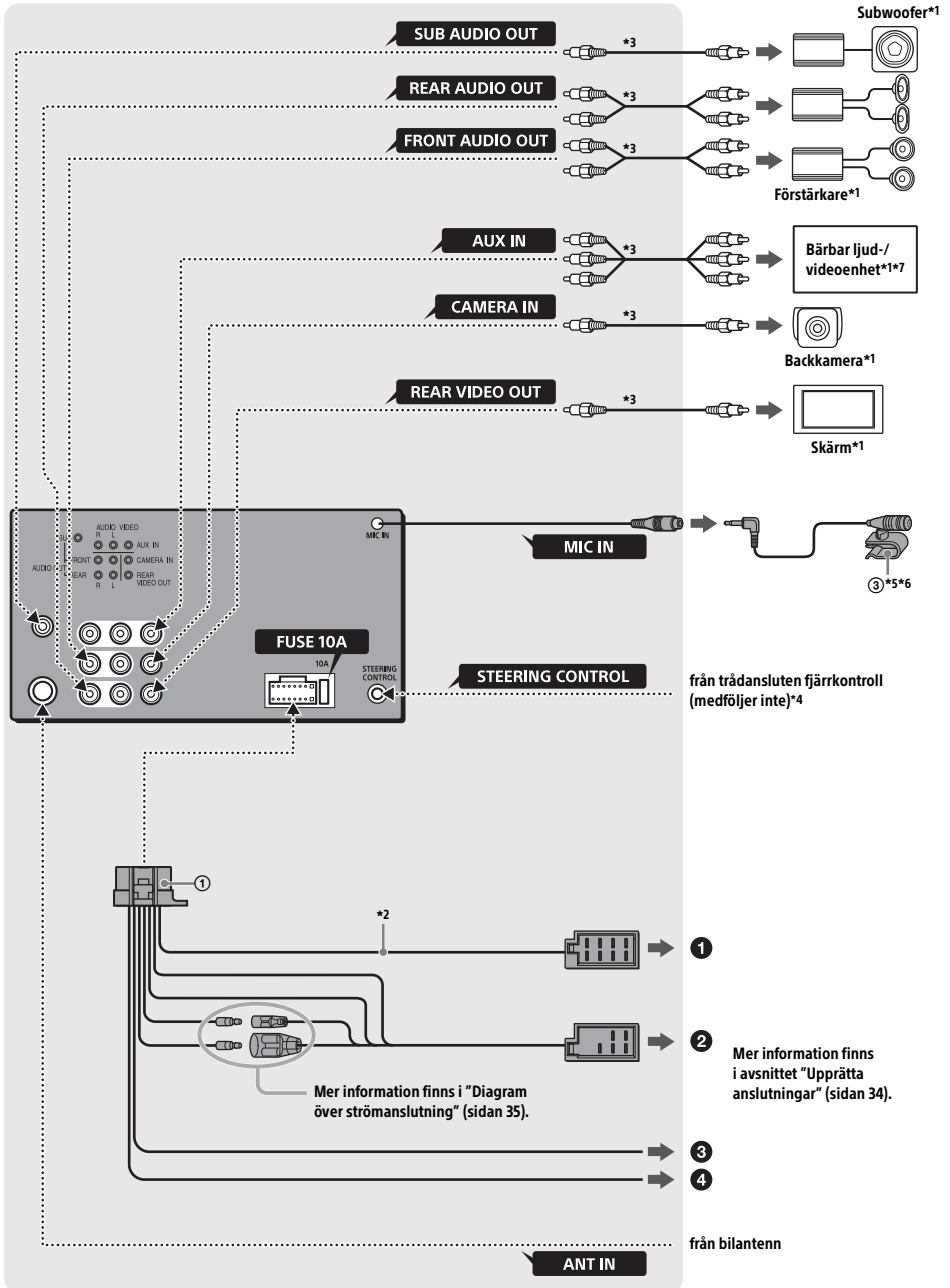 Subwoofer*1
SUB AUDIO OUT
*3
REAR AUDIO OUT
*3
FRONT AUDIO OUT
*3
Förstärkare*1
AUX IN
*3
Bärbar ljud-/
videoenhet*1*7
CAMERA IN
*3
Backkamera*1
REAR VIDEO OUT
*3
Skärm*1
AUDIO VIDEO
R L
SUB
AUX IN
FRONT
CAMERA IN
AUDIO OUT
REAR
REAR
VIDEO OUT
R L
MIC IN
MIC IN
③*5*6
FUSE 10A
10A
STEERING
CONTROL
STEERING CONTROL
från trådansluten fjärrkontroll
(medföljer inte)*4
①
*2
❶
❷
Mer information finns
i avsnittet ”Upprätta
anslutningar” (sidan 34).
Mer information finns i ”Diagram
över strömanslutning” (sidan 35).
❸
❹
från bilantenn
ANT IN